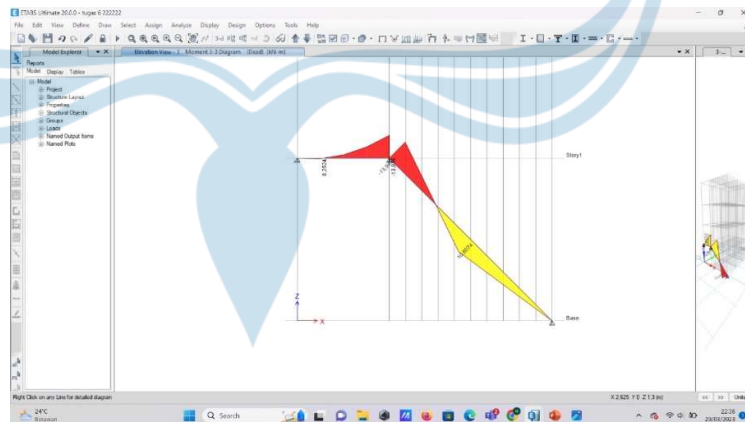 ETABS Ultimate 20.0.0 - tugas 6 222222
File Edit View Define Draw Select Assign Analyze Display Design Options Tools Help
Model Explorer
Elevation View - 3 Moment 3-3 Diagram (Dead) [kN-m]
Reports
Model Display Tables
Model
Project
Structure Layout
Properties
Structural Objects
Groups
Loads
Named Output Items
Named Plots
Story1
Z
X
Base
Right Click on any Line for detailed diagram
X 2.625 Y 0 Z 1.3 (m)
24°C
Berawan
Search
22:36